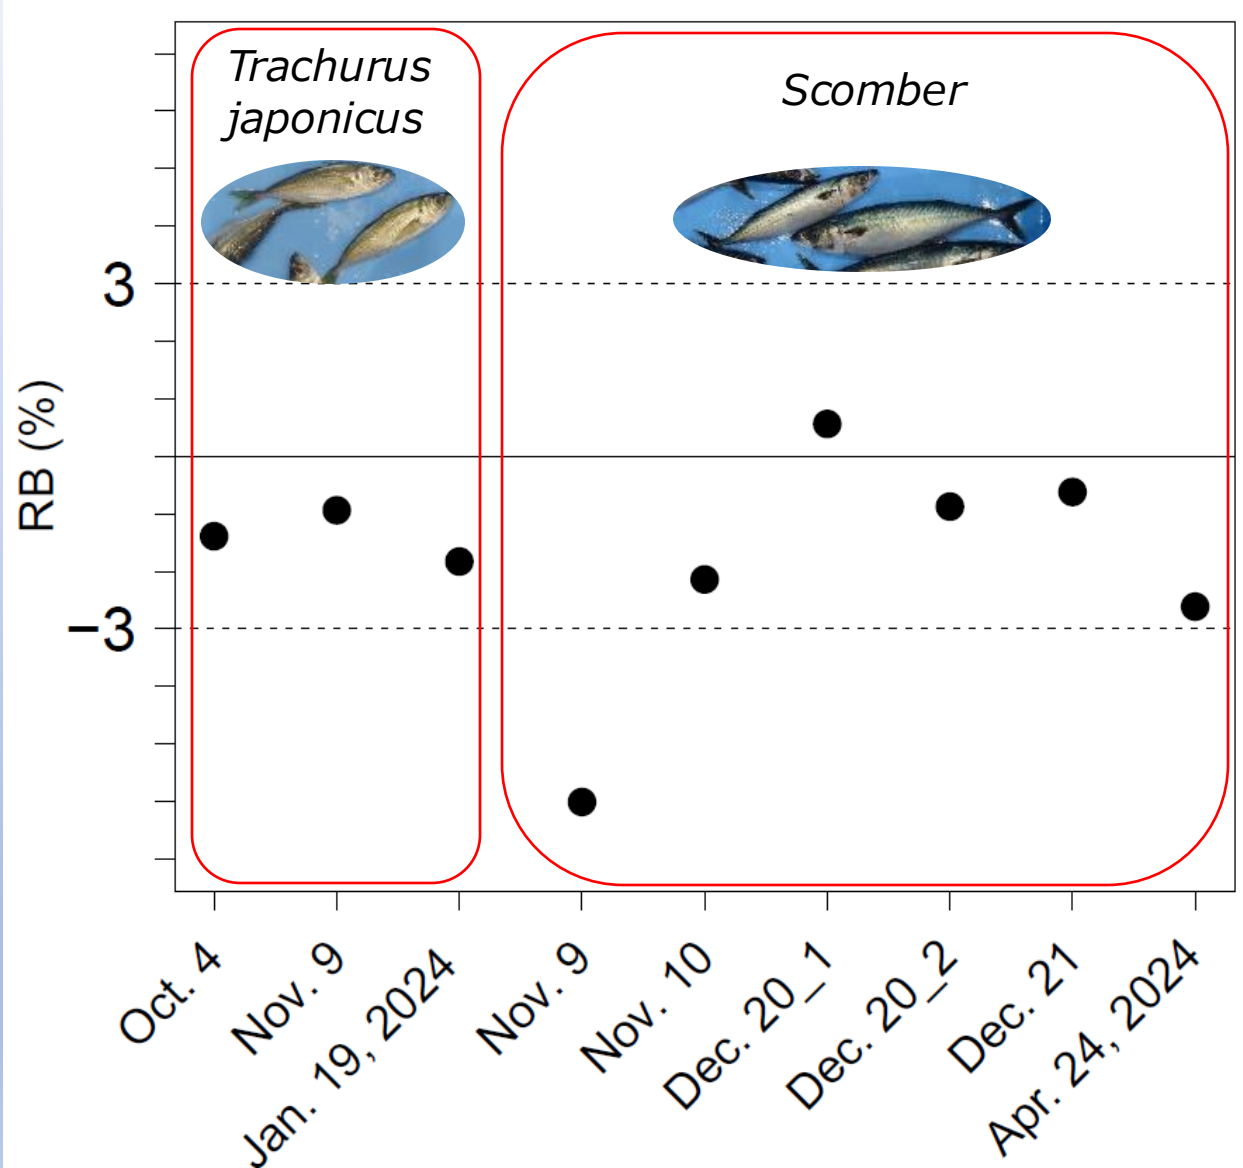 Trachurus
japonicus
Scomber
3
−3
RB (%)
Oct. 4
Nov. 9
Jan. 19, 2024
Nov. 9
Nov. 10
Dec. 20_1
Dec. 20_2
Dec. 21
Apr. 24, 2024